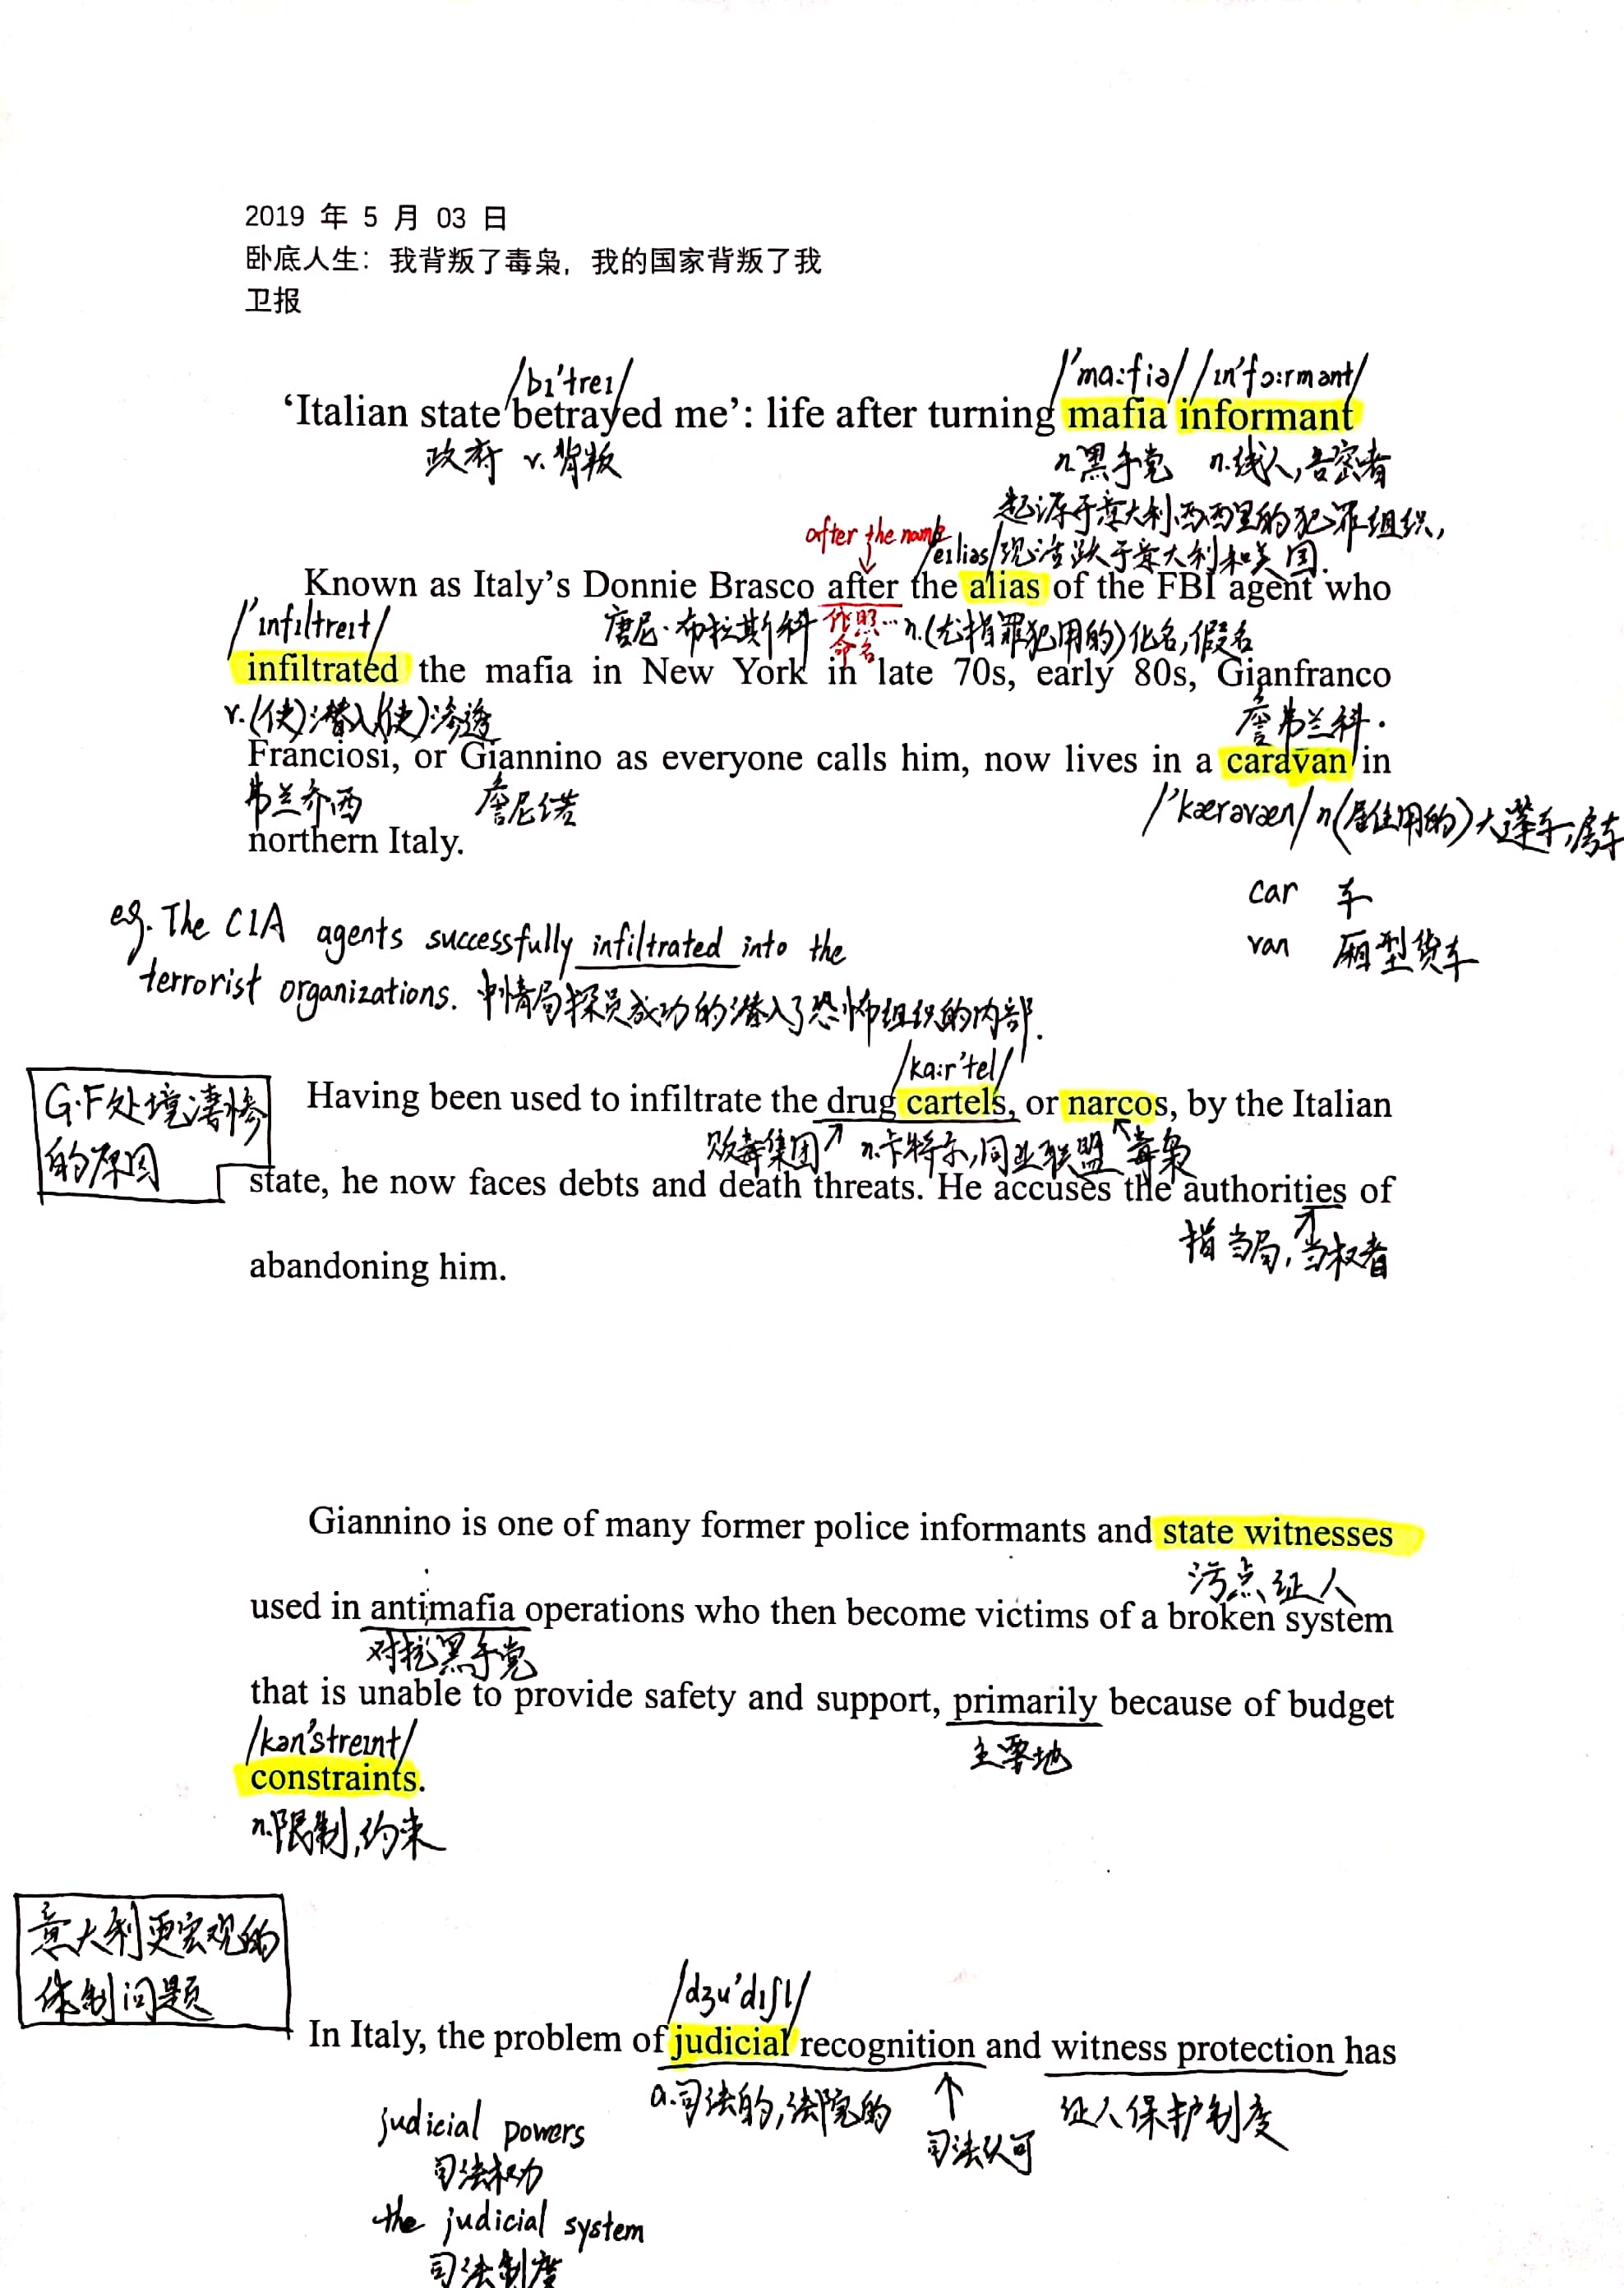 2019 年 5 月 03 日
卧底人生：我背叛了毒枭，我的国家背叛了我
卫报
/bɪ'treɪ/
/'mɑ:fiə/ /ɪn'fɔ:rmənt/
‘Italian state betrayed me’: life after turning mafia informant
政府 v.背叛
n.黑手党 n.线人,告密者
起源于意大利西西里的犯罪组织,
现活跃于意大利和美国.
after the name
/eɪliəs/
Known as Italy’s Donnie Brasco after the alias of the FBI agent who
/'ɪnfɪltreɪt/
唐尼·布拉斯科 依照…命名 n.(尤指罪犯用的)化名,假名
infiltrated the mafia in New York in late 70s, early 80s, Gianfranco
v.(使)潜入,(使)渗透
詹弗兰科·
Franciosi, or Giannino as everyone calls him, now lives in a caravan in
弗兰乔西 詹尼诺
/'kærəvæn/ n(居住用的)大篷车,房车
northern Italy.
car 车
van 厢型货车
eg. The CIA agents successfully infiltrated into the
terrorist organizations. 中情局探员成功的潜入了恐怖组织的内部.
G·F处境凄惨
的原因
/kɑ:r'tel/
Having been used to infiltrate the drug cartels, or narcos, by the Italian
贩毒集团 n.卡特尔,同业联盟 毒枭
state, he now faces debts and death threats. He accuses the authorities of
指当局,当权者
abandoning him.
Giannino is one of many former police informants and state witnesses
污点证人
used in antimafia operations who then become victims of a broken system
对抗黑手党
that is unable to provide safety and support, primarily because of budget
/kən'streɪnt/
主要地
constraints.
n.限制,约束
意大利更宏观的
体制问题
/dʒu'dɪʃl/
In Italy, the problem of judicial recognition and witness protection has
a.司法的,法院的
司法认可
证人保护制度
judicial powers
司法权力
the judicial system
司法制度